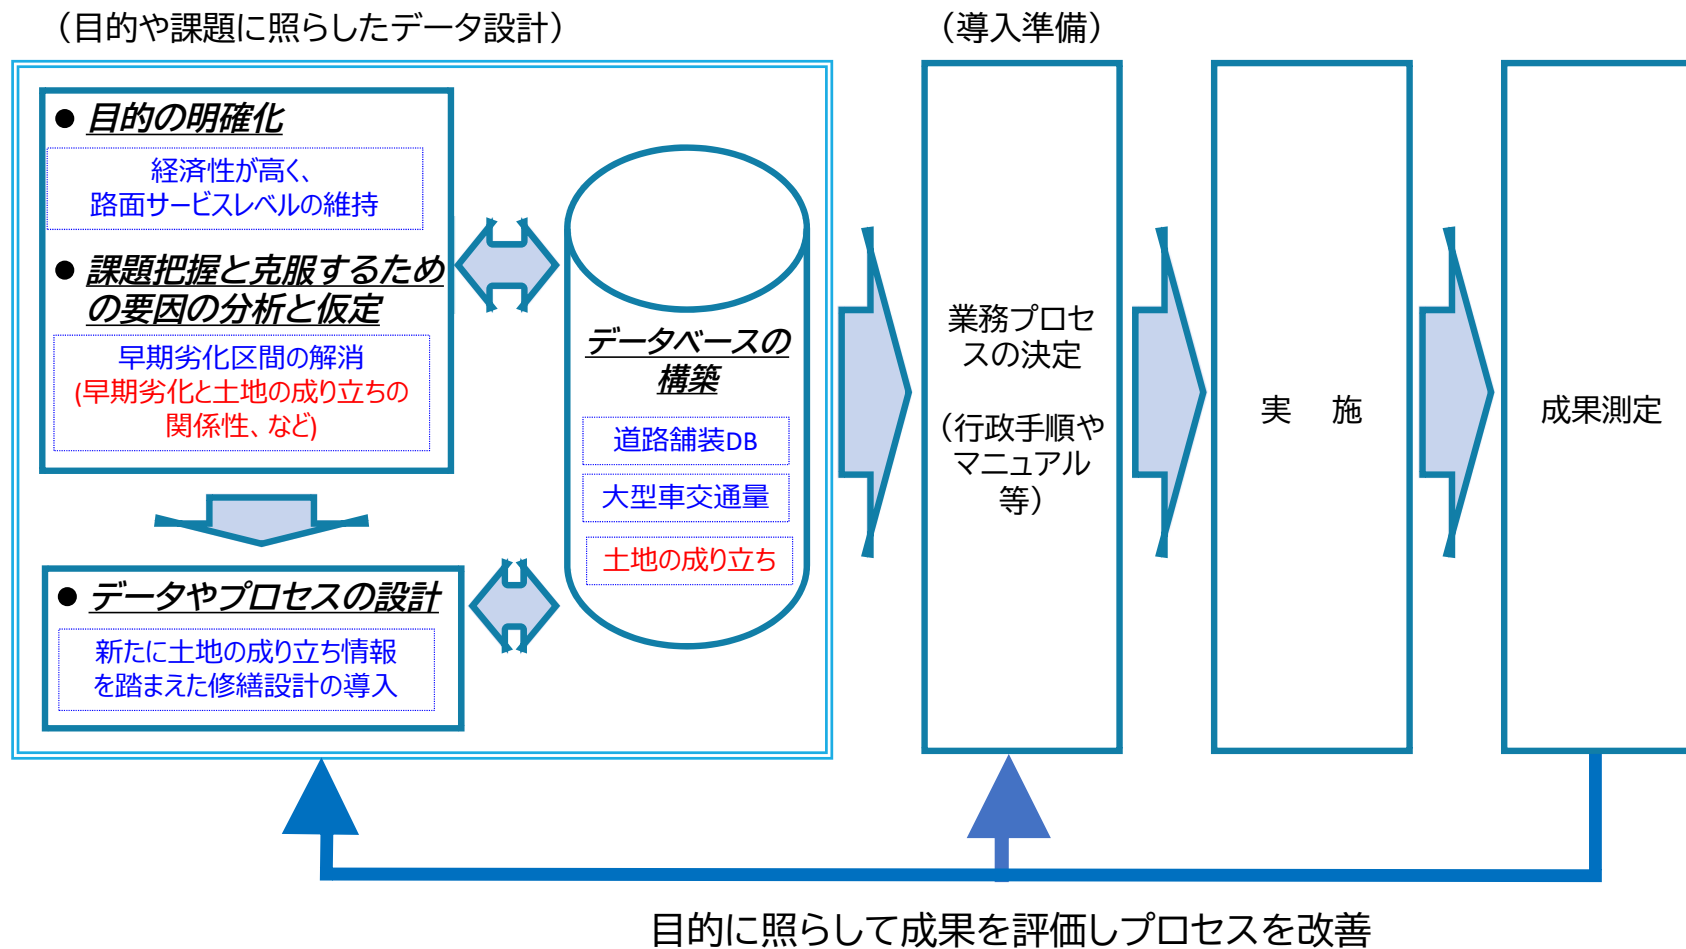 （目的や課題に照らしたデータ設計）
（導入準備）
● 目的の明確化
経済性が高く、
路面サービスレベルの維持
● 課題把握と克服するため
の要因の分析と仮定
早期劣化区間の解消
(早期劣化と土地の成り立ちの
関係性、など)
● データやプロセスの設計
新たに土地の成り立ち情報
を踏まえた修繕設計の導入
データベースの
構築
道路舗装DB
大型車交通量
土地の成り立ち
業務プロセ
スの決定
（行政手順や
マニュアル
等）
実　施
成果測定
目的に照らして成果を評価しプロセスを改善